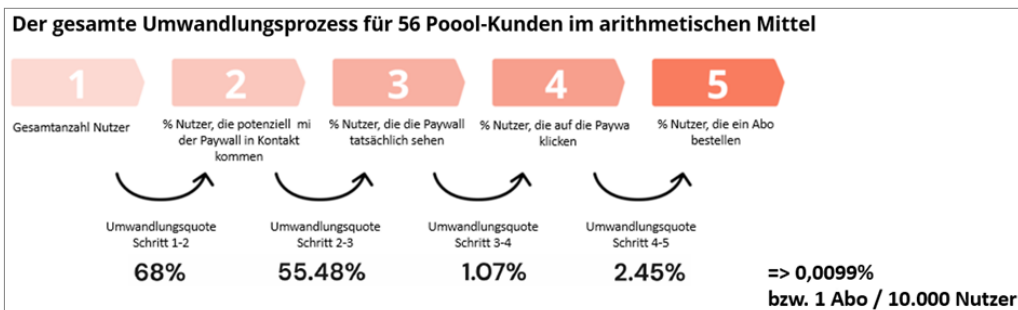 Der gesamte Umwandlungsprozess für 56 Poool-Kunden im arithmetischen Mittel
1
2
3
4
5
Gesamtanzahl Nutzer
% Nutzer, die potenziell mi
der Paywall in Kontakt
kommen
% Nutzer, die die Paywall
tatsächlich sehen
% Nutzer, die auf die Paywa
klicken
% Nutzer, die ein Abo
bestellen
Umwandlungsquote
Schritt 1-2
68%
Umwandlungsquote
Schritt 2-3
55.48%
Umwandlungsquote
Schritt 3-4
1.07%
Umwandlungsquote
Schritt 4-5
2.45%
=> 0,0099%
bzw. 1 Abo / 10.000 Nutzer